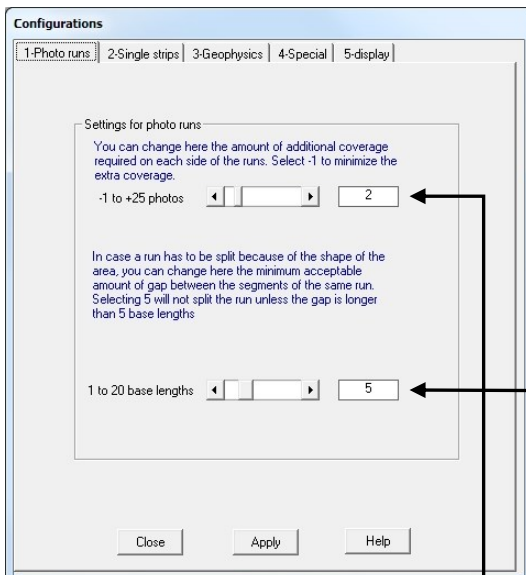 Configurations
1-Photo runs 2-Single strips 3-Geophysics 4-Special 5-display
Settings for photo runs
You can change here the amount of additional coverage
required on each side of the runs. Select -1 to minimize the
extra coverage.
-1 to +25 photos 2
In case a run has to be split because of the shape of the
area, you can change here the minimum acceptable
amount of gap between the segments of the same run.
Selecting 5 will not split the run unless the gap is longer
than 5 base lengths
1 to 20 base lengths 5
Close Apply Help